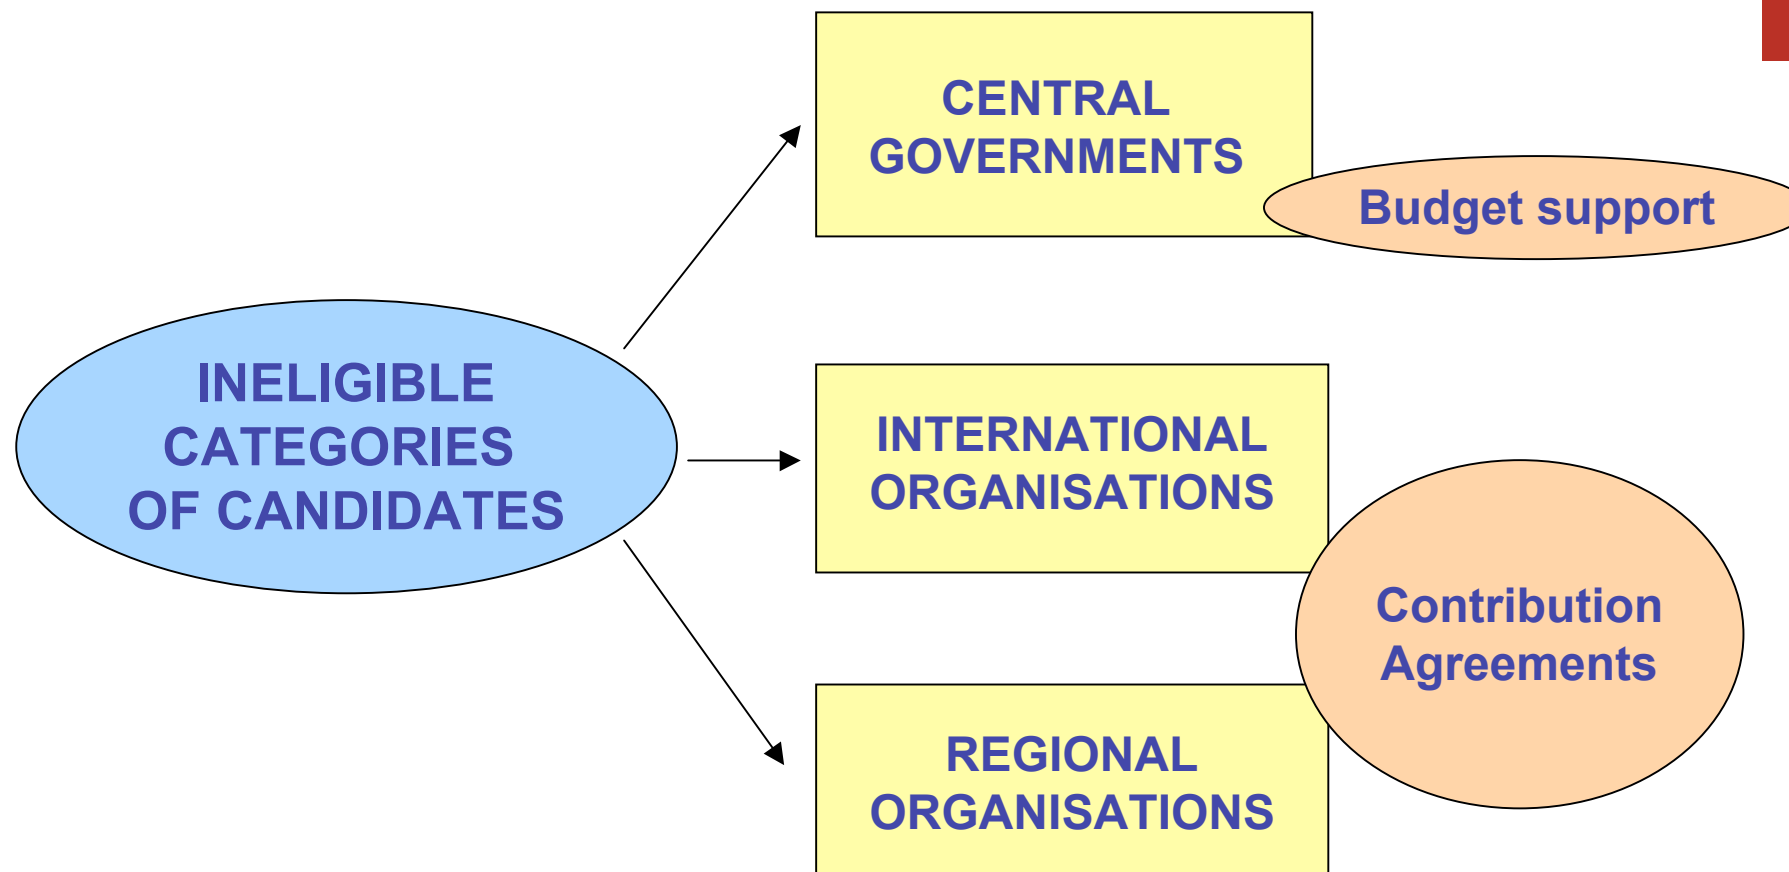 CENTRAL
GOVERNMENTS
Budget support
INELIGIBLE
CATEGORIES
OF CANDIDATES
INTERNATIONAL
ORGANISATIONS
Contribution
Agreements
REGIONAL
ORGANISATIONS